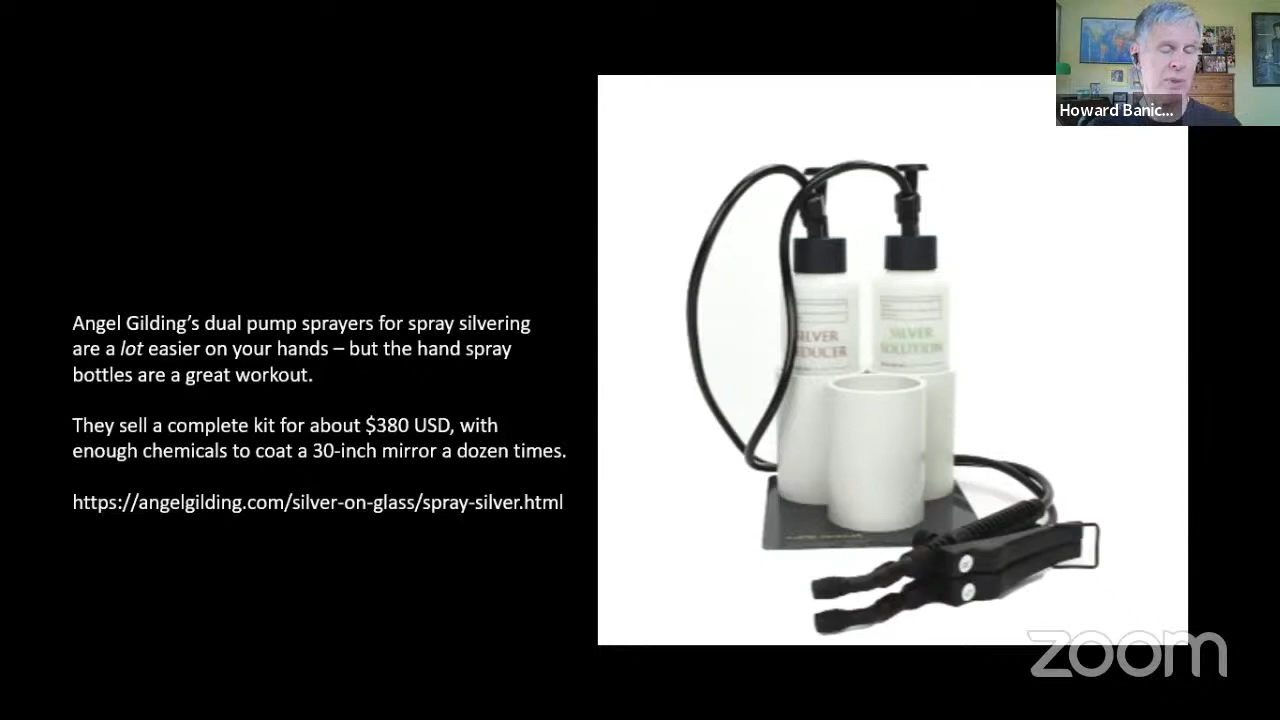 Howard Banic...
Angel Gilding’s dual pump sprayers for spray silvering
are a lot easier on your hands – but the hand spray
bottles are a great workout.
They sell a complete kit for about $380 USD, with
enough chemicals to coat a 30-inch mirror a dozen times.
https://angelgilding.com/silver-on-glass/spray-silver.html
SILVER
SILVER
SOLUTION
zoom